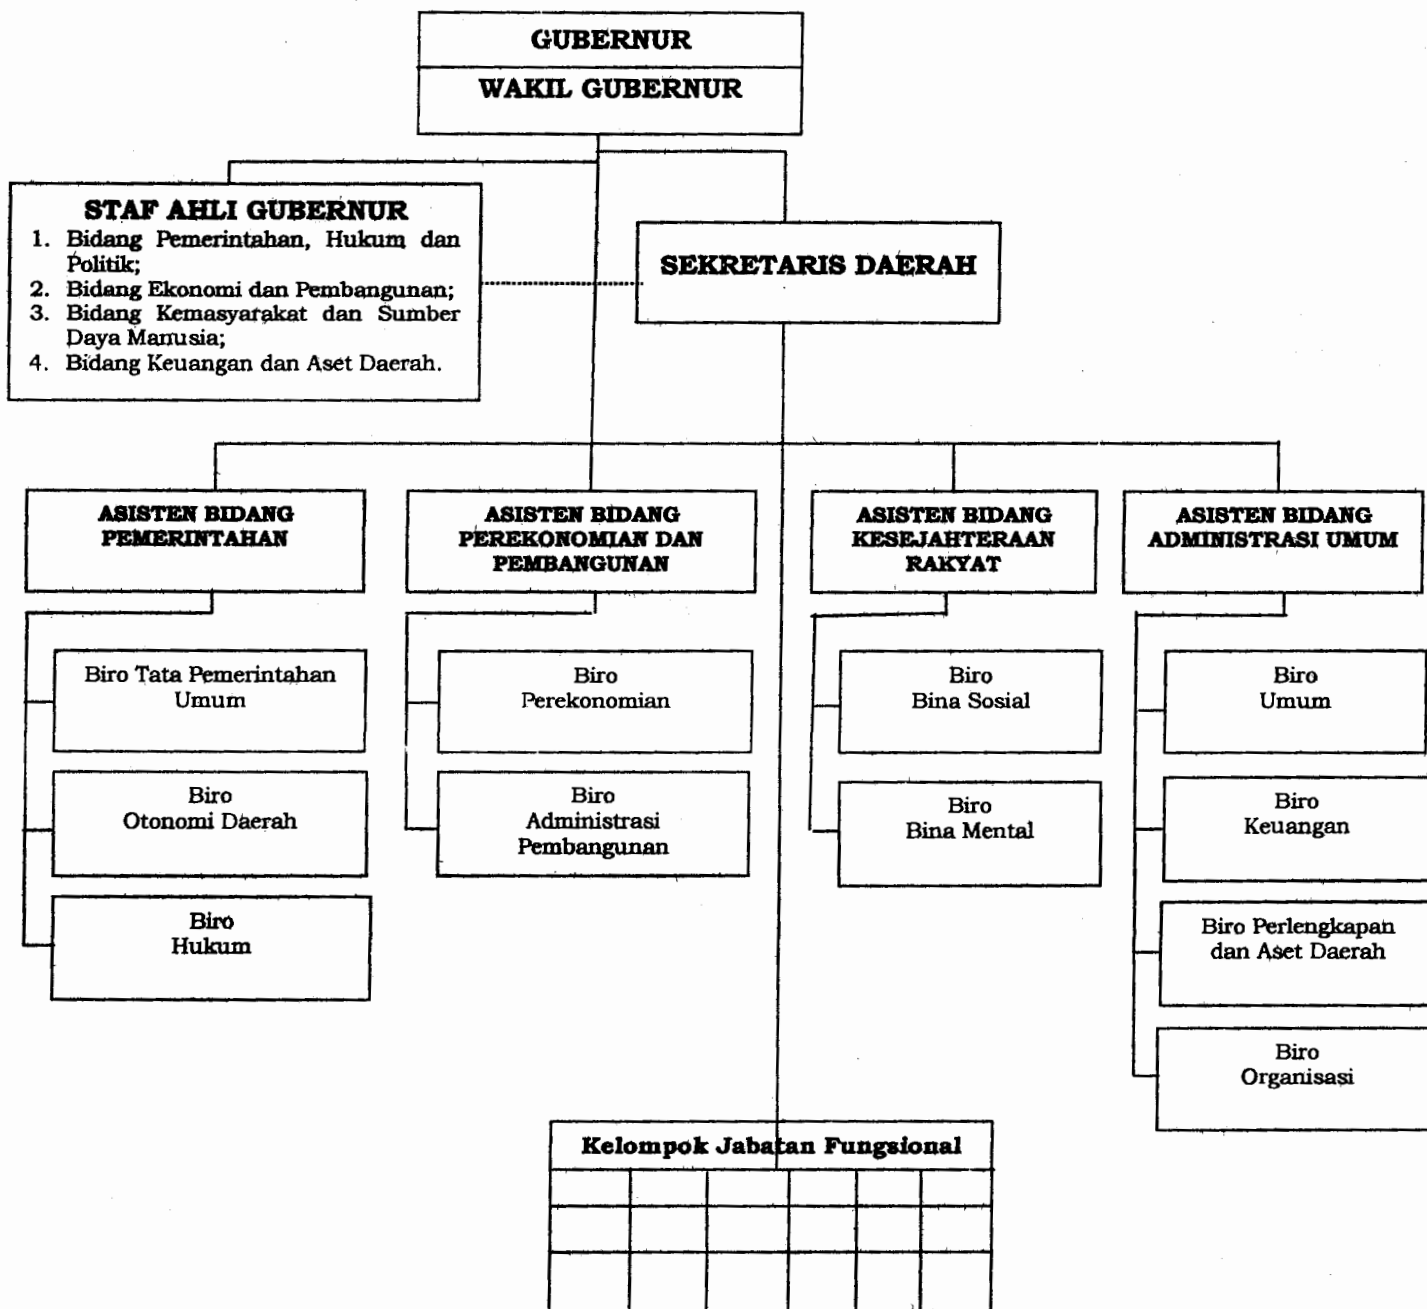 GUBERNUR
WAKIL GUBERNUR
STAF AHLI GUBERNUR
1. Bidang Pemerintahan, Hukum dan
Politik;
2. Bidang Ekonomi dan Pembangunan;
3. Bidang Kemasyarakat dan Sumber
Daya Manusia;
4. Bidang Keuangan dan Aset Daerah.
SEKRETARIS DAERAH
ASISTEN BIDANG
PEMERINTAHAN
Biro Tata Pemerintahan
Umum
Biro
Otonomi Daerah
Biro
Hukum
ASISTEN BIDANG
PEREKONOMIAN DAN
PEMBANGUNAN
Biro
Perekonomian
Biro
Administrasi
Pembangunan
ASISTEN BIDANG
KESEJAHTERAAN
RAKYAT
Biro
Bina Sosial
Biro
Bina Mental
ASISTEN BIDANG
ADMINISTRASI UMUM
Biro
Umum
Biro
Keuangan
Biro Perlengkapan
dan Aset Daerah
Biro
Organisasi
Kelompok Jabatan Fungsional